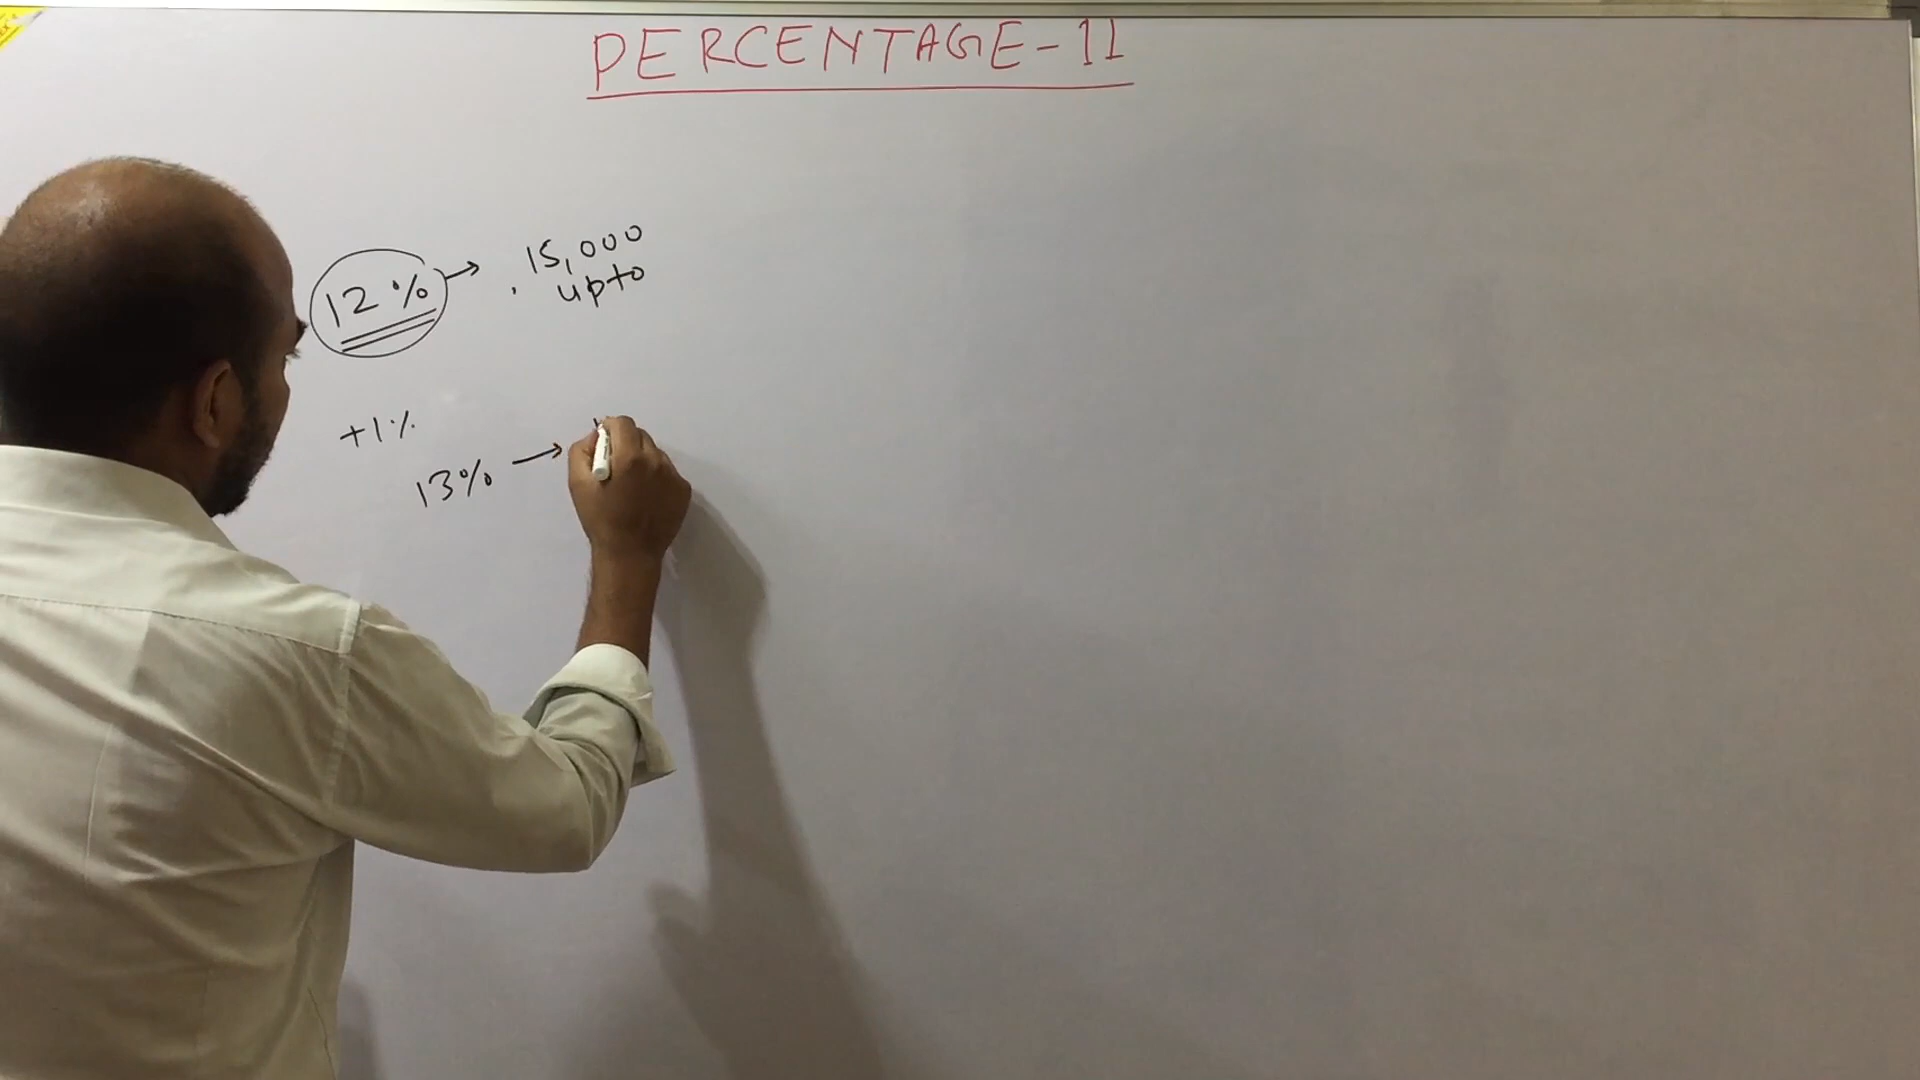 PERCENTAGE-11
12% → 15,000
upto
+1%
13% →